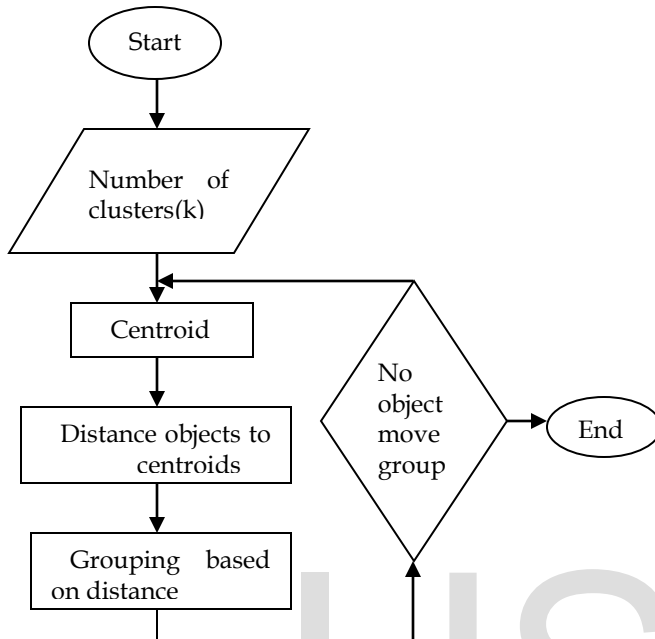 Start
Number of
clusters(k)
Centroid
Distance objects to
centroids
Grouping based
on distance
No
object
move
group
End